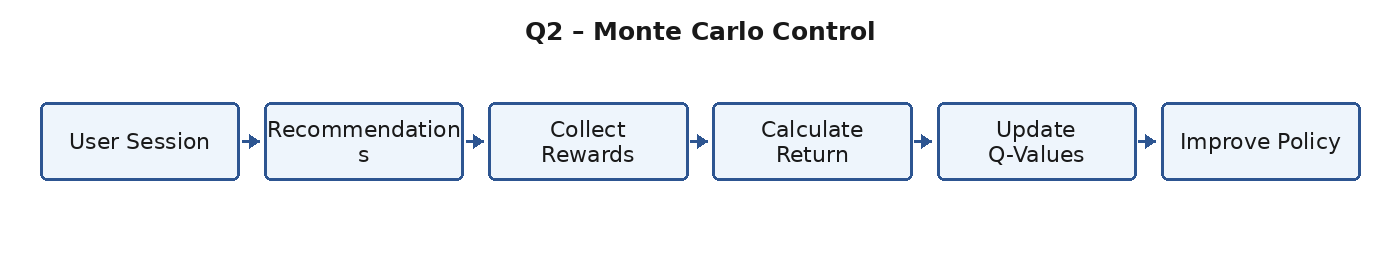 Q2 – Monte Carlo Control
User Session
Recommendation
s
Collect
Rewards
Calculate
Return
Update
Q-Values
Improve Policy